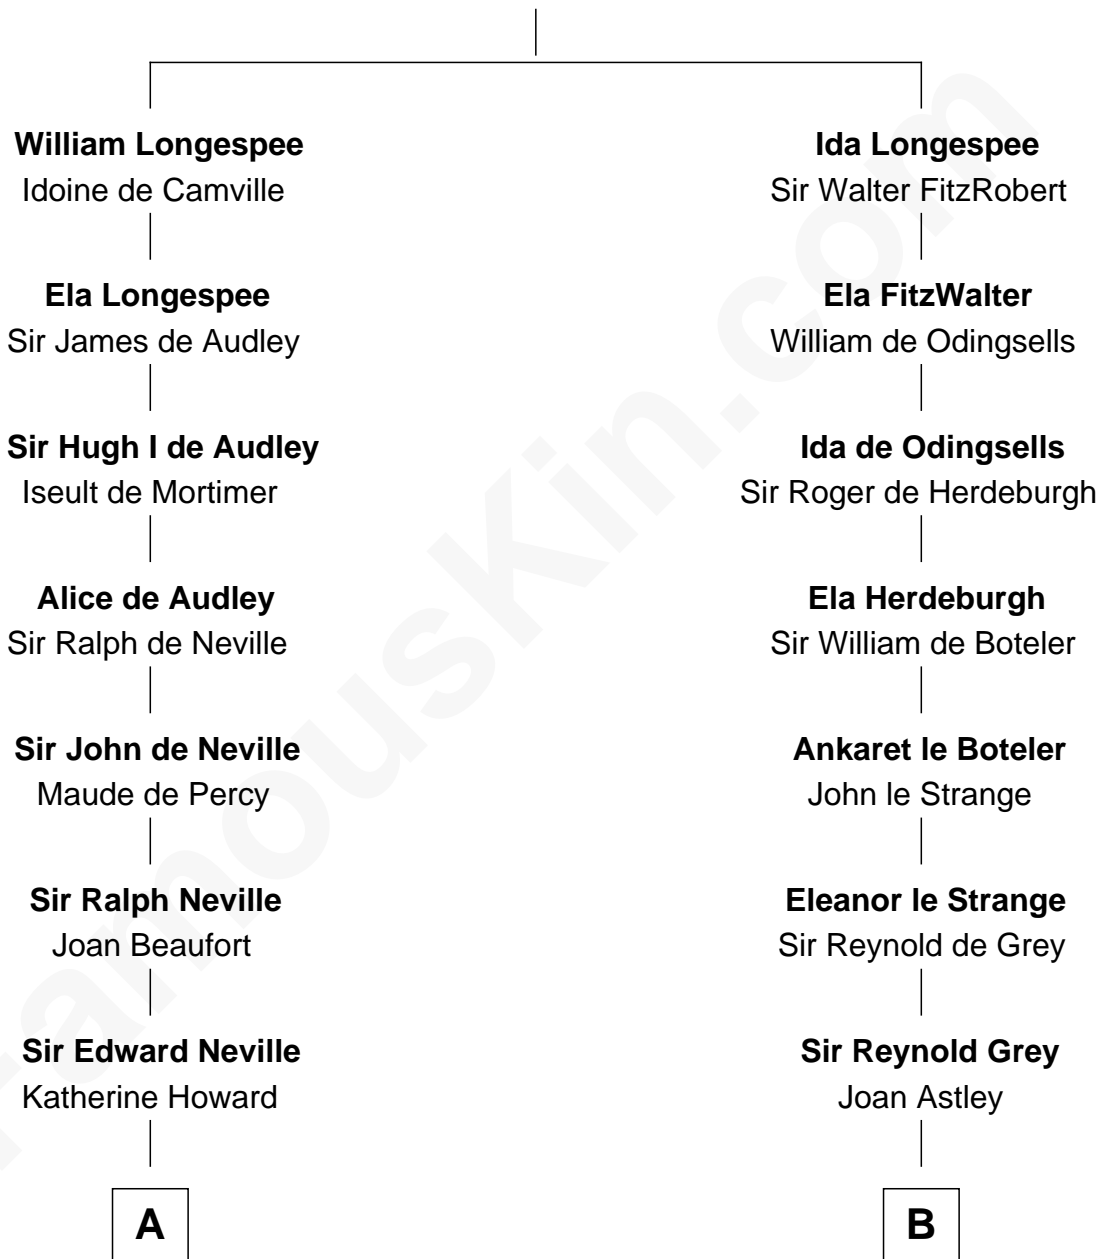 William Longespee
Idoine de Camville
Ela Longespee
Sir James de Audley
Sir Hugh I de Audley
Iseult de Mortimer
Alice de Audley
Sir Ralph de Neville
Sir John de Neville
Maude de Percy
Sir Ralph Neville
Joan Beaufort
Sir Edward Neville
Katherine Howard
A
Ida Longespee
Sir Walter FitzRobert
Ela FitzWalter
William de Odingsells
Ida de Odingsells
Sir Roger de Herdeburgh
Ela Herdeburgh
Sir William de Boteler
Ankaret le Boteler
John le Strange
Eleanor le Strange
Sir Reynold de Grey
Sir Reynold Grey
Joan Astley
B
FamousKin.com